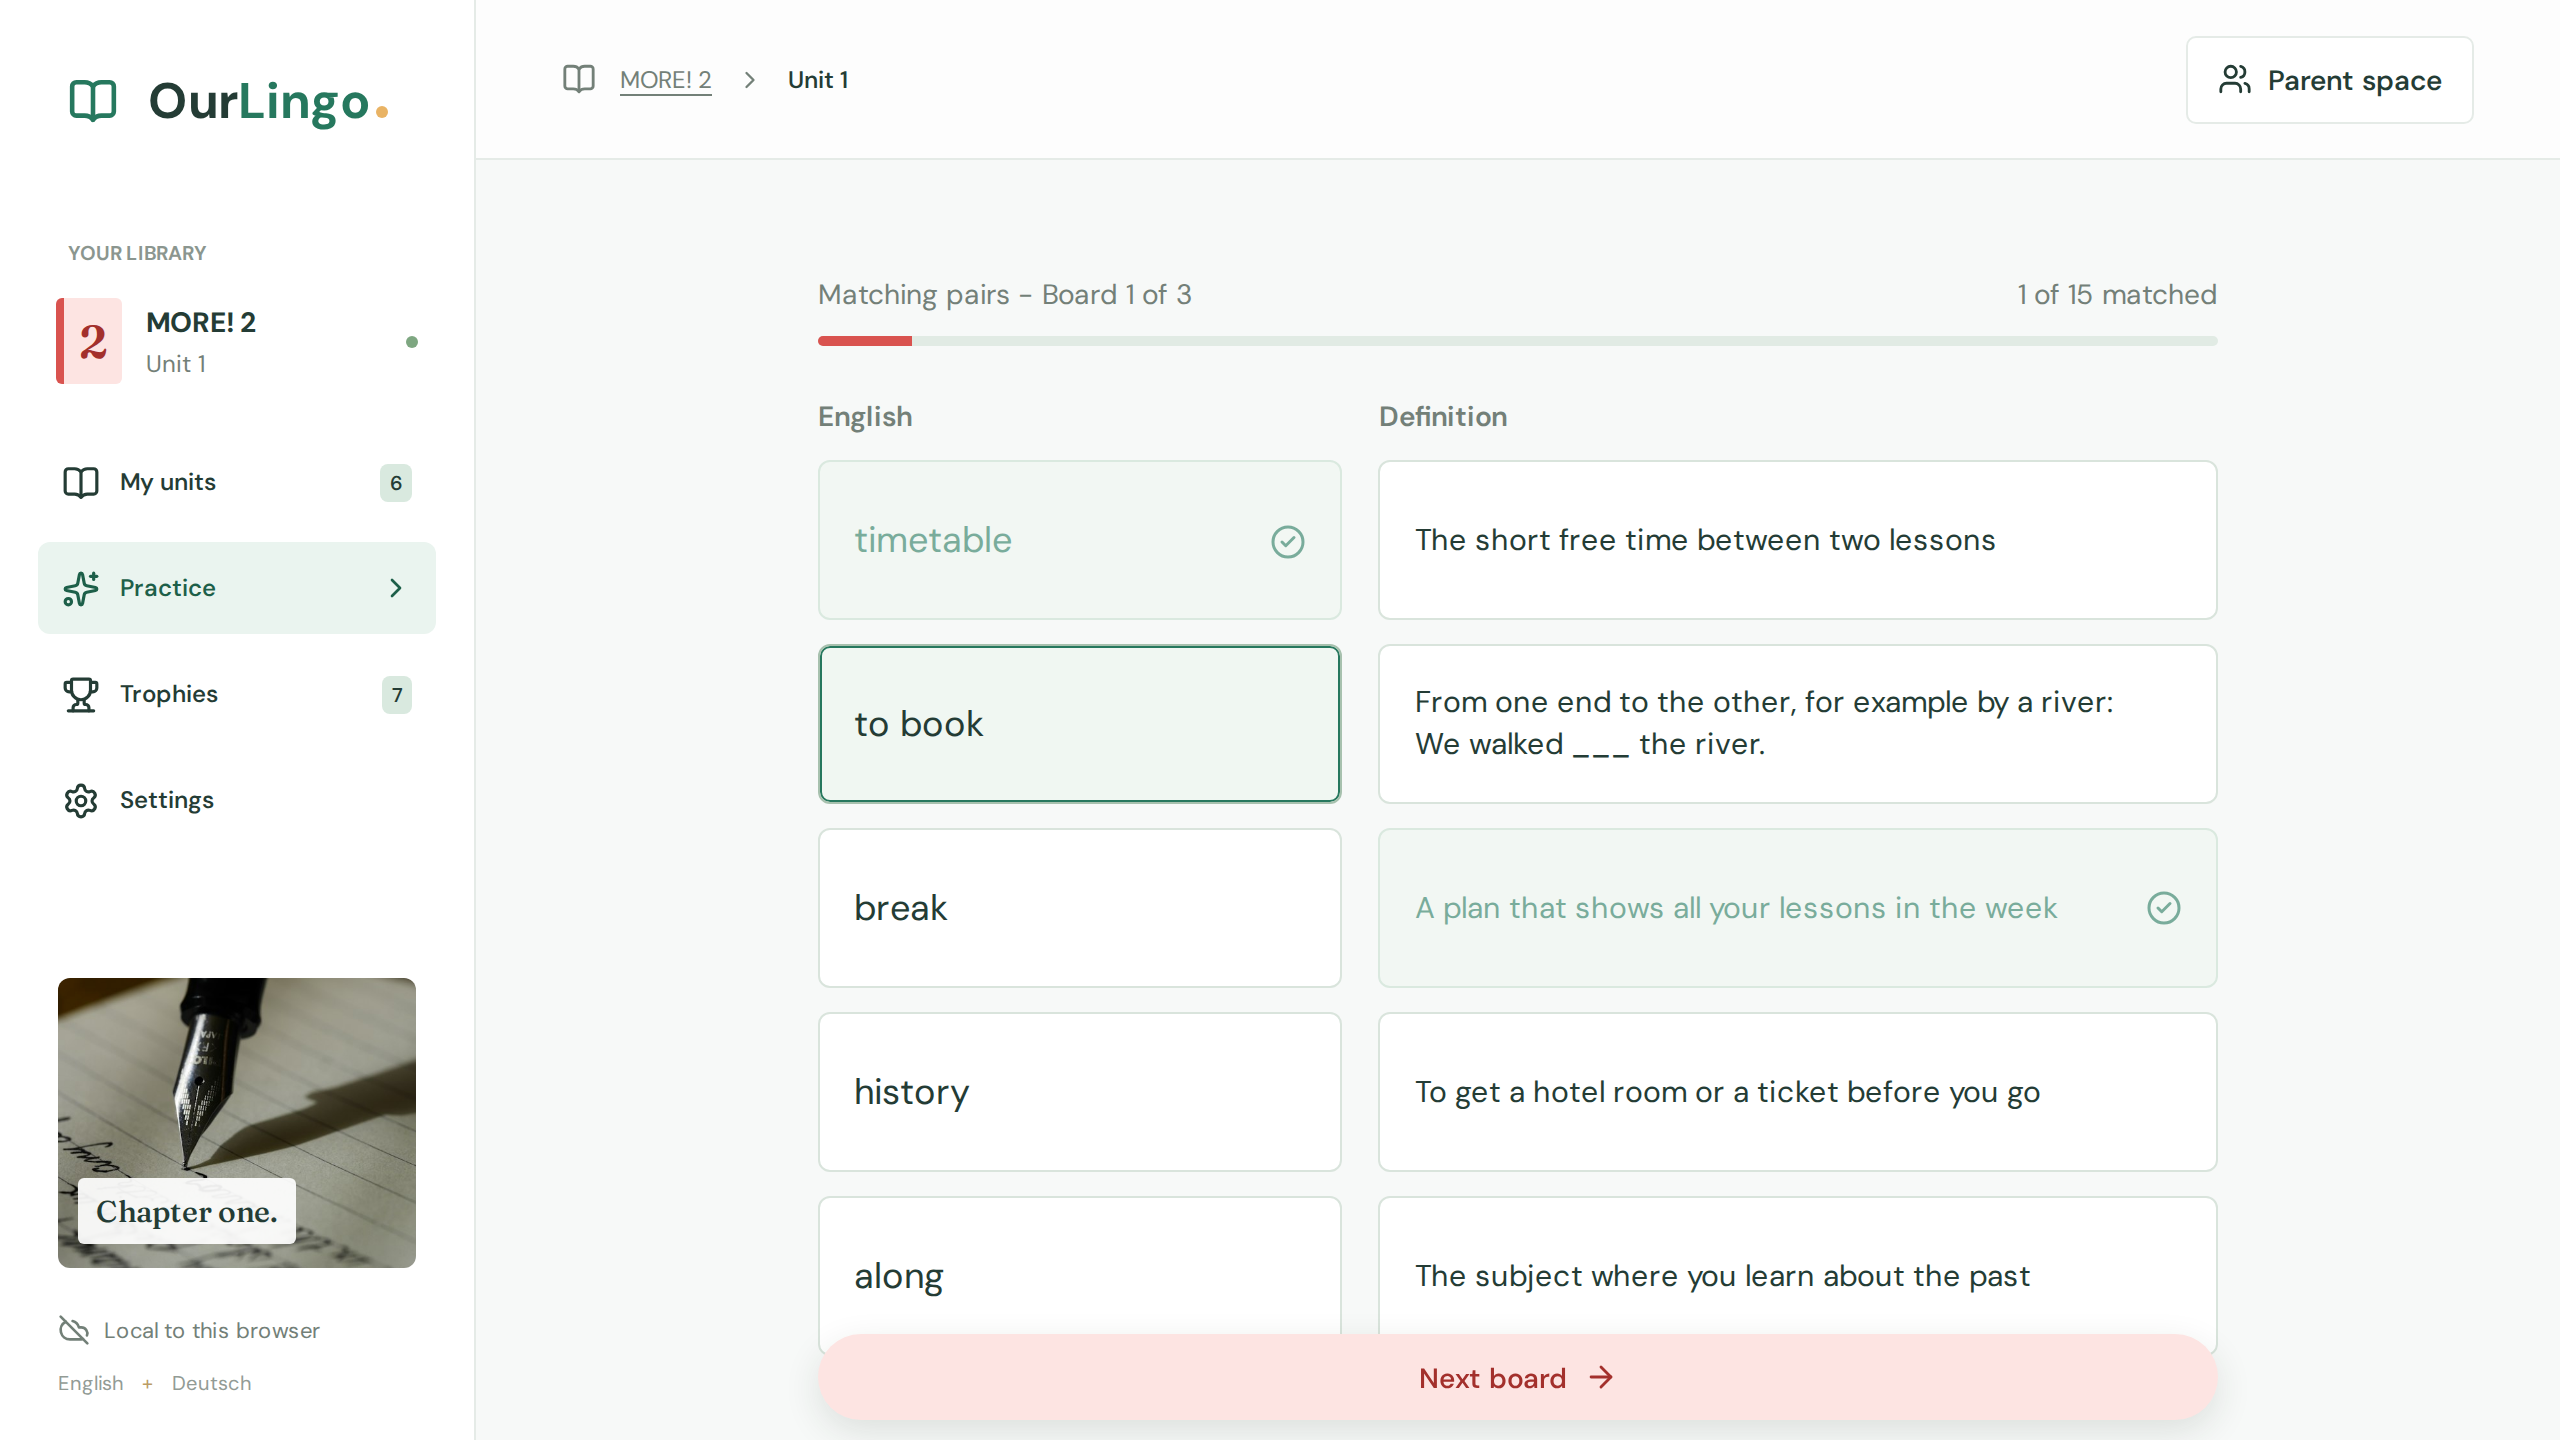 OurLingo.
MORE! 2 > Unit 1
Parent space
YOUR LIBRARY
2
MORE! 2
Unit 1
My units 6
Practice
Trophies 7
Settings
Chapter one.
Local to this browser
English + Deutsch
Matching pairs - Board 1 of 3
1 of 15 matched
English
Definition
timetable
The short free time between two lessons
to book
From one end to the other, for example by a river:
We walked ___ the river.
break
A plan that shows all your lessons in the week
history
To get a hotel room or a ticket before you go
along
The subject where you learn about the past
Next board →